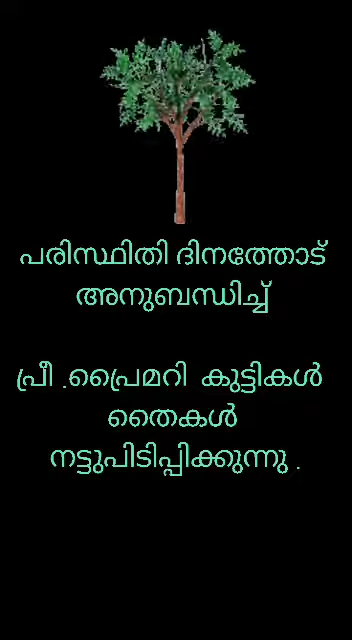 പരിസ്ഥിതി ദിനത്തോട്
അനുബന്ധിച്ച്
പ്രീ .പ്രൈമറി കുട്ടികൾ
തൈകൾ
നട്ടുപിടിപ്പിക്കുന്നു .